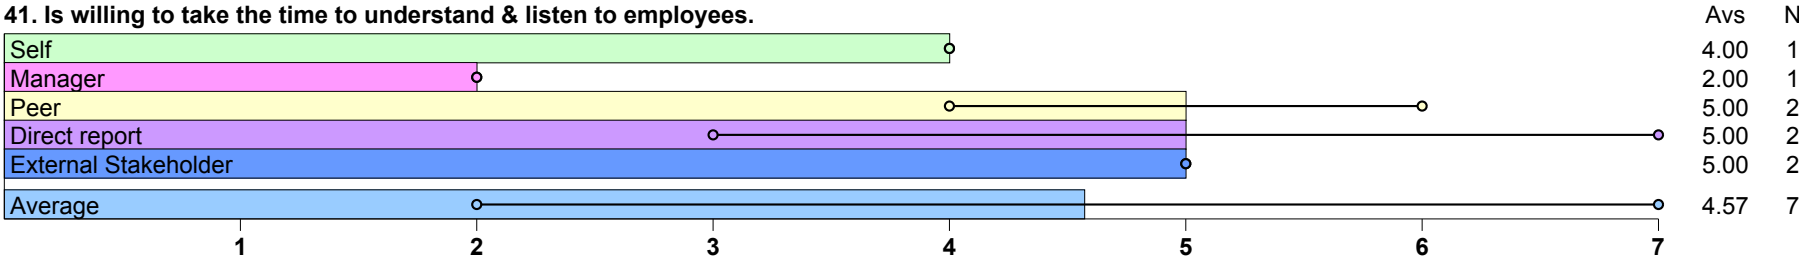 41. Is willing to take the time to understand & listen to employees. Avs N
Self 4.00 1
Manager 2.00 1
Peer 5.00 2
Direct report 5.00 2
External Stakeholder 5.00 2
Average 4.57 7
1 2 3 4 5 6 7